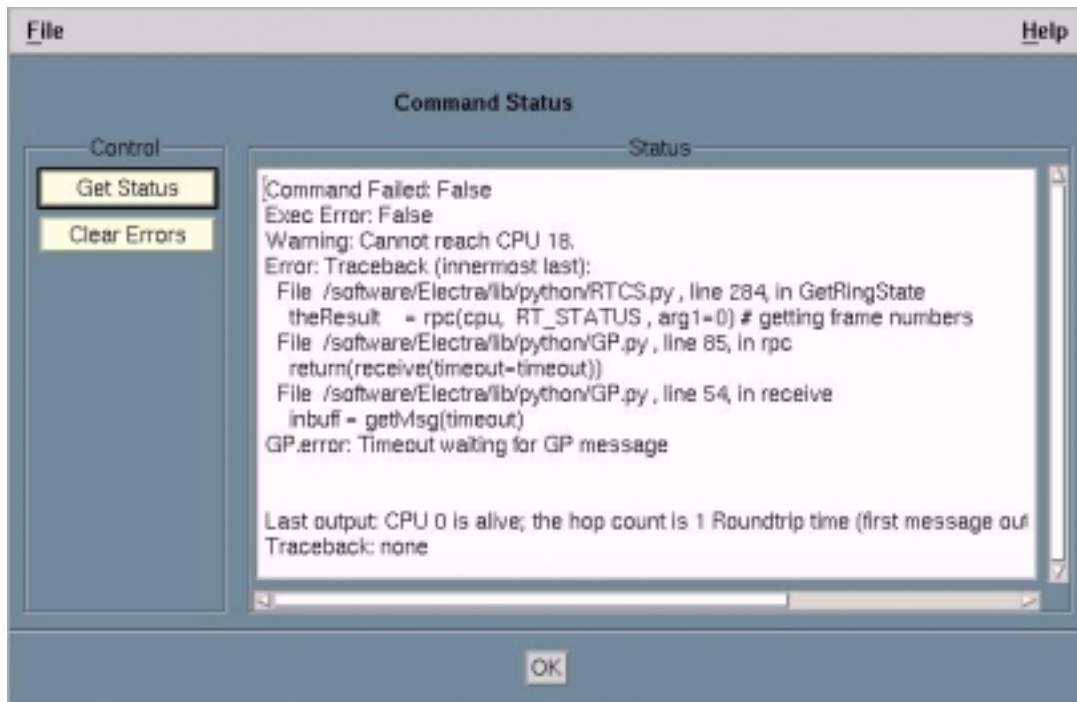 File
Help
Command Status
Control
Get Status
Clear Errors
Status
Command Failed: False
Exec Error: False
Warning: Cannot reach CPU 18.
Error: Traceback (innermost last):
File /software/Electra/lib/python/RTCS.py , line 284, in GetRingState
theResult = rpc(cpu, RT_STATUS , arg1=0) # getting frame numbers
File /software/Electra/lib/python/GP.py , line 85, in rpc
return(receive(timeout=timeout))
File /software/Electra/lib/python/GP.py , line 54, in receive
inbuff = getMsg(timeout)
GP.error: Timeout waiting for GP message
Last output: CPU 0 is alive; the hop count is 1 Roundtrip time (first message out
Traceback: none
OK